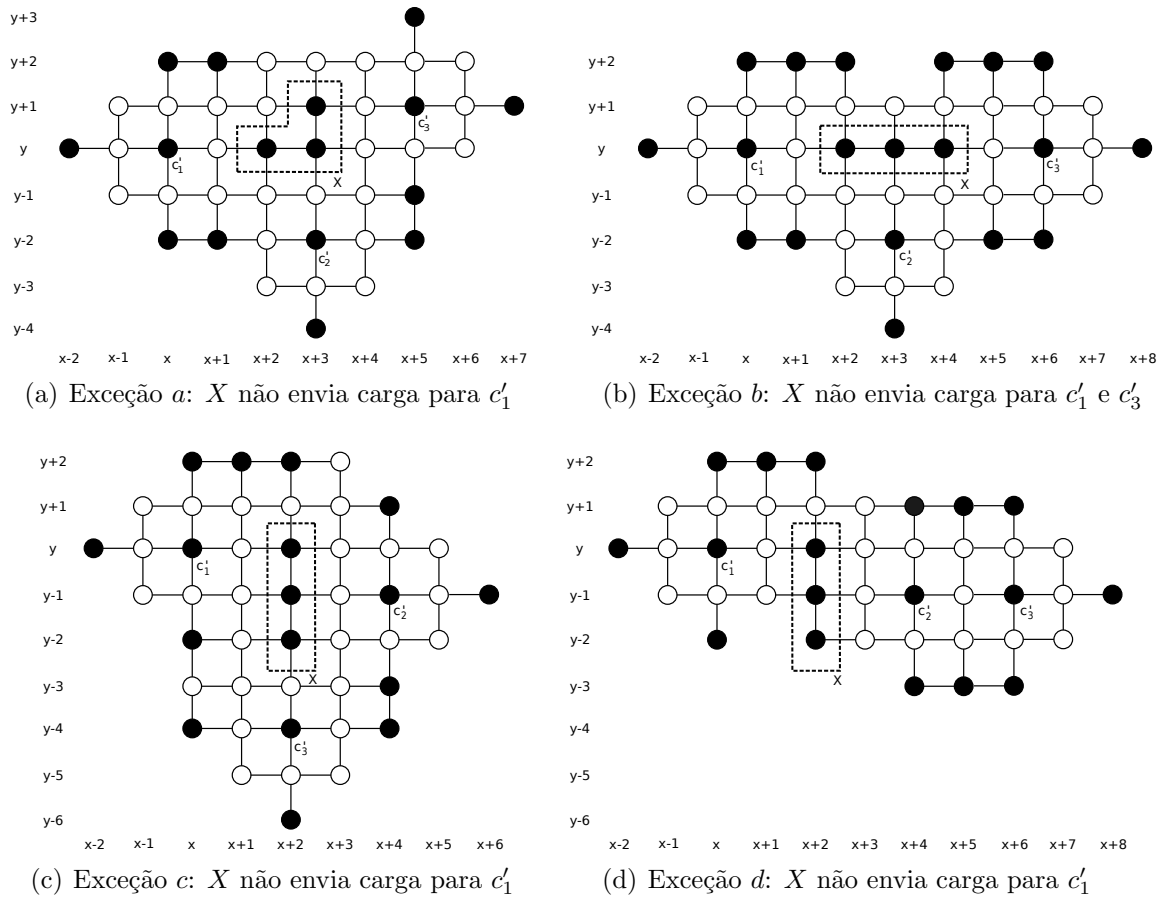 y+3
y+2
y+1
y
y-1
y-2
y-3
y-4
c'1
c'2
c'3
X
x-2 x-1 x x+1 x+2 x+3 x+4 x+5 x+6 x+7
(a) Exceção a: X não envia carga para c'1
y+2
y+1
y
y-1
y-2
y-3
y-4
c'1
c'2
c'3
X
x-2 x-1 x x+1 x+2 x+3 x+4 x+5 x+6 x+7 x+8
(b) Exceção b: X não envia carga para c'1 e c'3
y+2
y+1
y
y-1
y-2
y-3
y-4
y-5
y-6
c'1
c'2
X
c'3
x-2 x-1 x x+1 x+2 x+3 x+4 x+5 x+6
(c) Exceção c: X não envia carga para c'1
y+2
y+1
y
y-1
y-2
y-3
y-4
y-5
y-6
c'1
c'2
c'3
X
x-2 x-1 x x+1 x+2 x+3 x+4 x+5 x+6 x+7 x+8
(d) Exceção d: X não envia carga para c'1